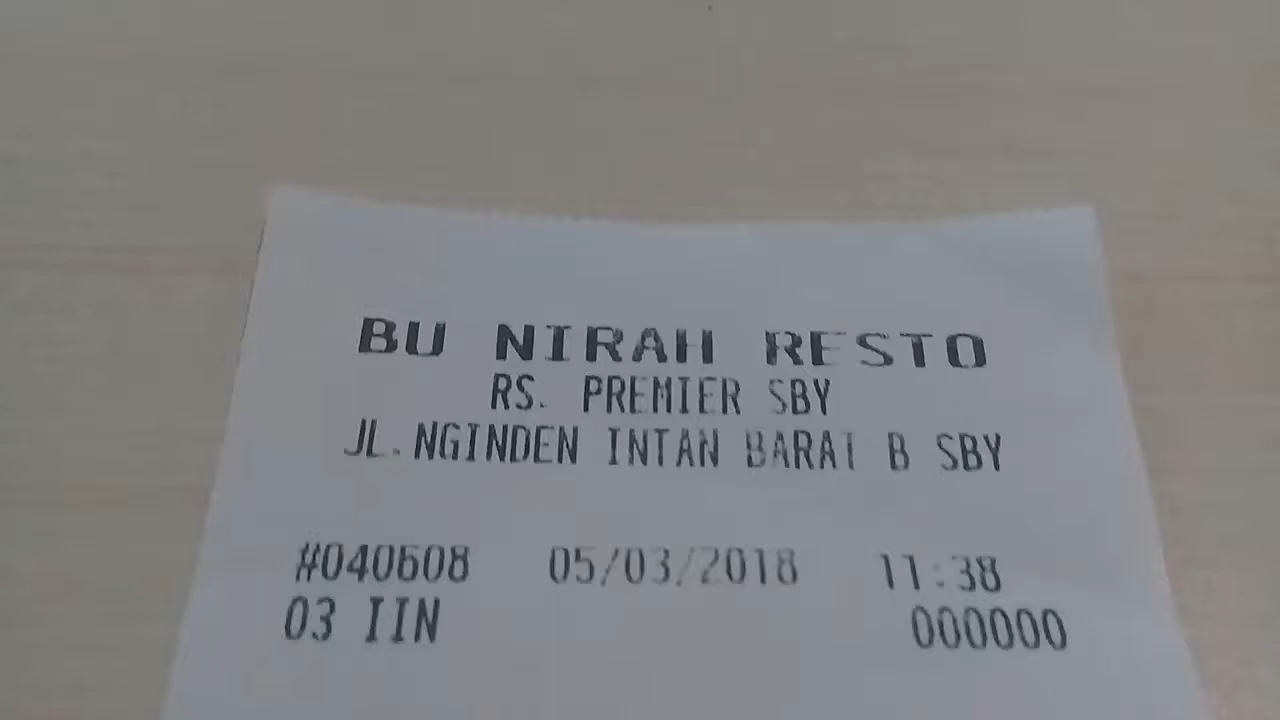 BU NIRAH RESTO
RS. PREMIER SBY
JL.NGINDEN INTAN BARAT B SBY
#040608 05/03/2018 11:38
03 IIN 000000